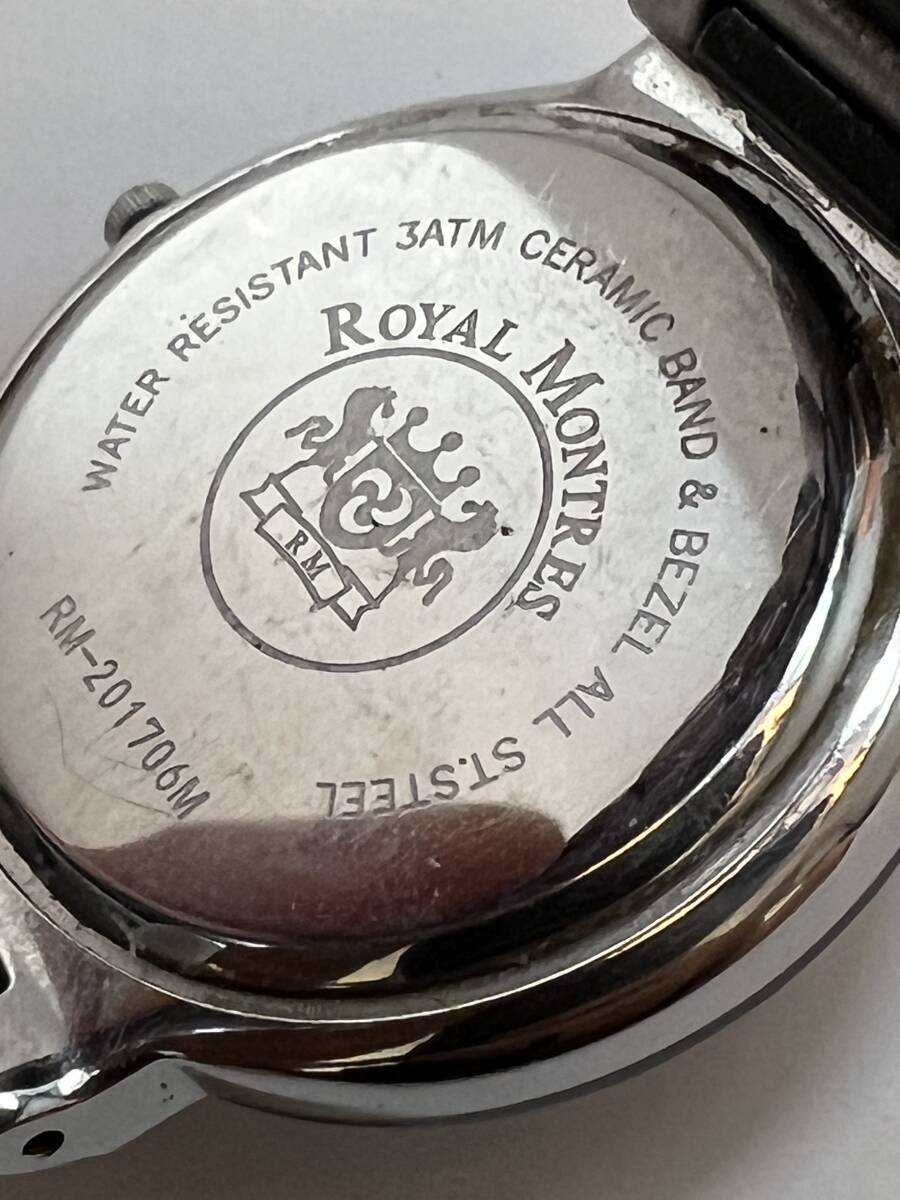 WATER RESISTANT 3ATM CERAMIC BAND & BEZEL ALL ST.STEEL
ROYAL MONTRES
RM
RM-201706M